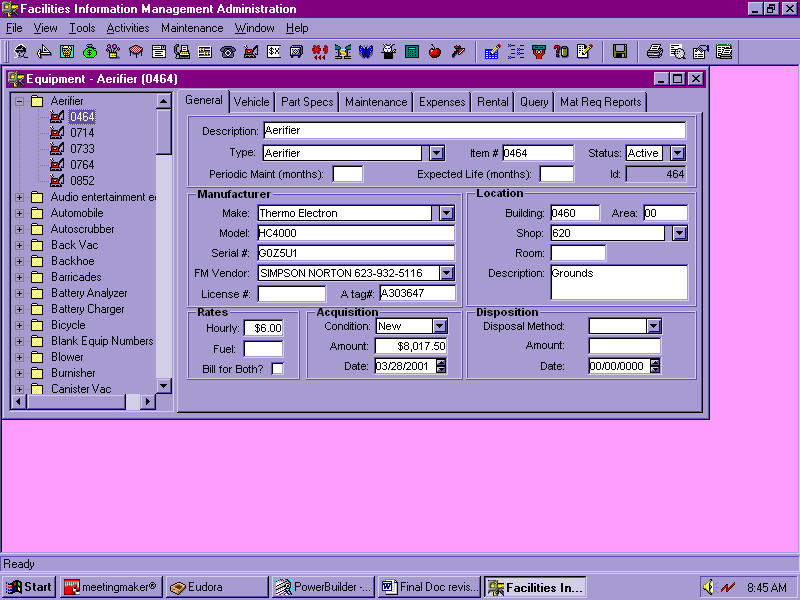 Facilities Information Management Administration
File View Tools Activities Maintenance Window Help
Equipment - Aerifier (0464)
Aerifier
0464
0714
0733
0764
0852
Audio entertainment e
Automobile
Autoscrubber
Back Vac
Backhoe
Barricades
Battery Analyzer
Battery Charger
Bicycle
Blank Equip Numbers
Blower
Burnisher
Canister Vac
General Vehicle Part Specs Maintenance Expenses Rental Query Mat Req Reports
Description: Aerifier
Type: Aerifier Item # 0464 Status: Active
Periodic Maint (months): Expected Life (months): Id: 464
Manufacturer
Make: Thermo Electron
Model: HC4000
Serial #: G0Z5U1
FM Vendor: SIMPSON NORTON 623-932-5116
License #: A tag#: A303647
Location
Building: 0460 Area: 00
Shop: 620
Room:
Description: Grounds
Rates
Hourly: $6.00
Fuel:
Bill for Both?
Acquisition
Condition: New
Amount: $8,017.50
Date: 03/28/2001
Disposition
Disposal Method:
Amount:
Date: 00/00/0000
Ready
Start meetingmaker® Eudora PowerBuilder -... Final Doc revis... Facilities In... 8:45 AM